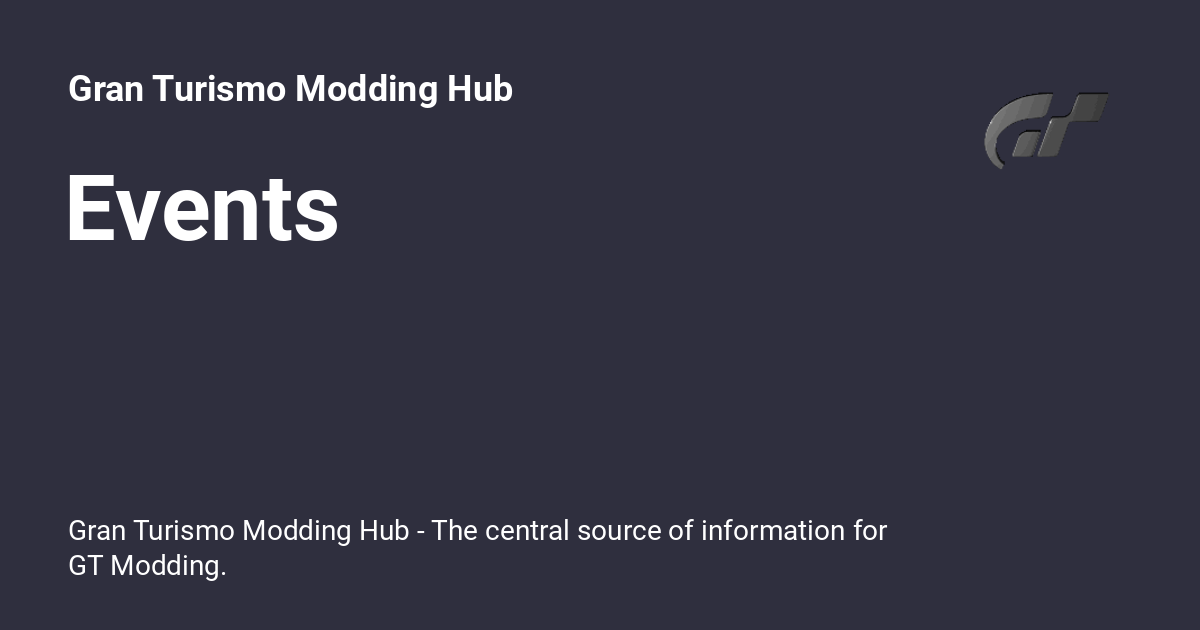 Gran Turismo Modding Hub
Events
Gran Turismo Modding Hub - The central source of information for
GT Modding.